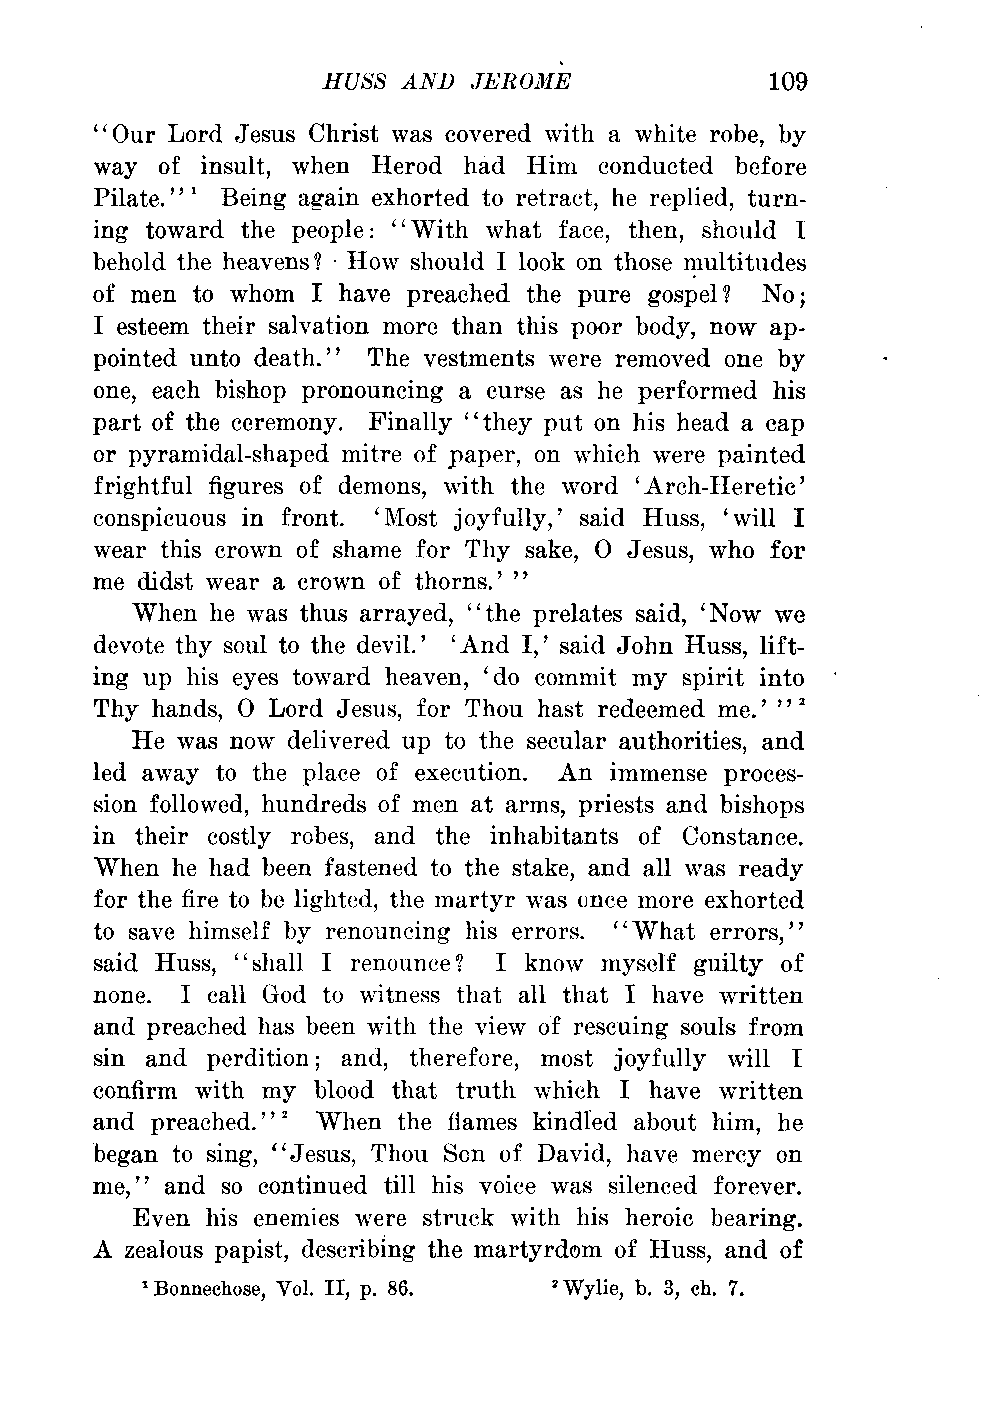 HUSS AND JEROME 109
"Our Lord Jesus Christ was covered with a white robe, by
way of insult, when Herod had Him conducted before
Pilate."¹ Being again exhorted to retract, he replied, turn-
ing toward the people: "With what face, then, should I
behold the heavens? How should I look on those multitudes
of men to whom I have preached the pure gospel? No;
I esteem their salvation more than this poor body, now ap-
pointed unto death." The vestments were removed one by
one, each bishop pronouncing a curse as he performed his
part of the ceremony. Finally "they put on his head a cap
or pyramidal-shaped mitre of paper, on which were painted
frightful figures of demons, with the word 'Arch-Heretic'
conspicuous in front. 'Most joyfully,' said Huss, 'will I
wear this crown of shame for Thy sake, O Jesus, who for
me didst wear a crown of thorns.' "
When he was thus arrayed, "the prelates said, 'Now we
devote thy soul to the devil.' 'And I,' said John Huss, lift-
ing up his eyes toward heaven, 'do commit my spirit into
Thy hands, O Lord Jesus, for Thou hast redeemed me.' "²
He was now delivered up to the secular authorities, and
led away to the place of execution. An immense proces-
sion followed, hundreds of men at arms, priests and bishops
in their costly robes, and the inhabitants of Constance.
When he had been fastened to the stake, and all was ready
for the fire to be lighted, the martyr was once more exhorted
to save himself by renouncing his errors. "What errors,"
said Huss, "shall I renounce? I know myself guilty of
none. I call God to witness that all that I have written
and preached has been with the view of rescuing souls from
sin and perdition; and, therefore, most joyfully will I
confirm with my blood that truth which I have written
and preached."² When the flames kindled about him, he
began to sing, "Jesus, Thou Son of David, have mercy on
me," and so continued till his voice was silenced forever.
Even his enemies were struck with his heroic bearing.
A zealous papist, describing the martyrdom of Huss, and of
¹ Bonnechose, Vol. II, p. 86. ² Wylie, b. 3, ch. 7.